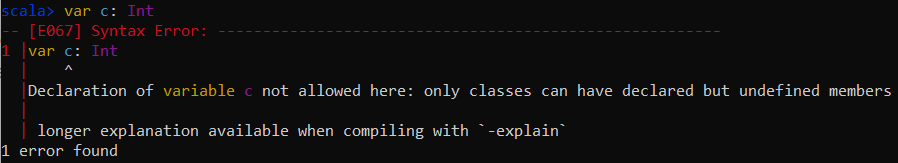 scala> var c: Int
-- [E067] Syntax Error: --------------------------------------------------------
1 |var c: Int
  |    ^
  |Declaration of variable c not allowed here: only classes can have declared but undefined members
  |
  | longer explanation available when compiling with `-explain`
1 error found